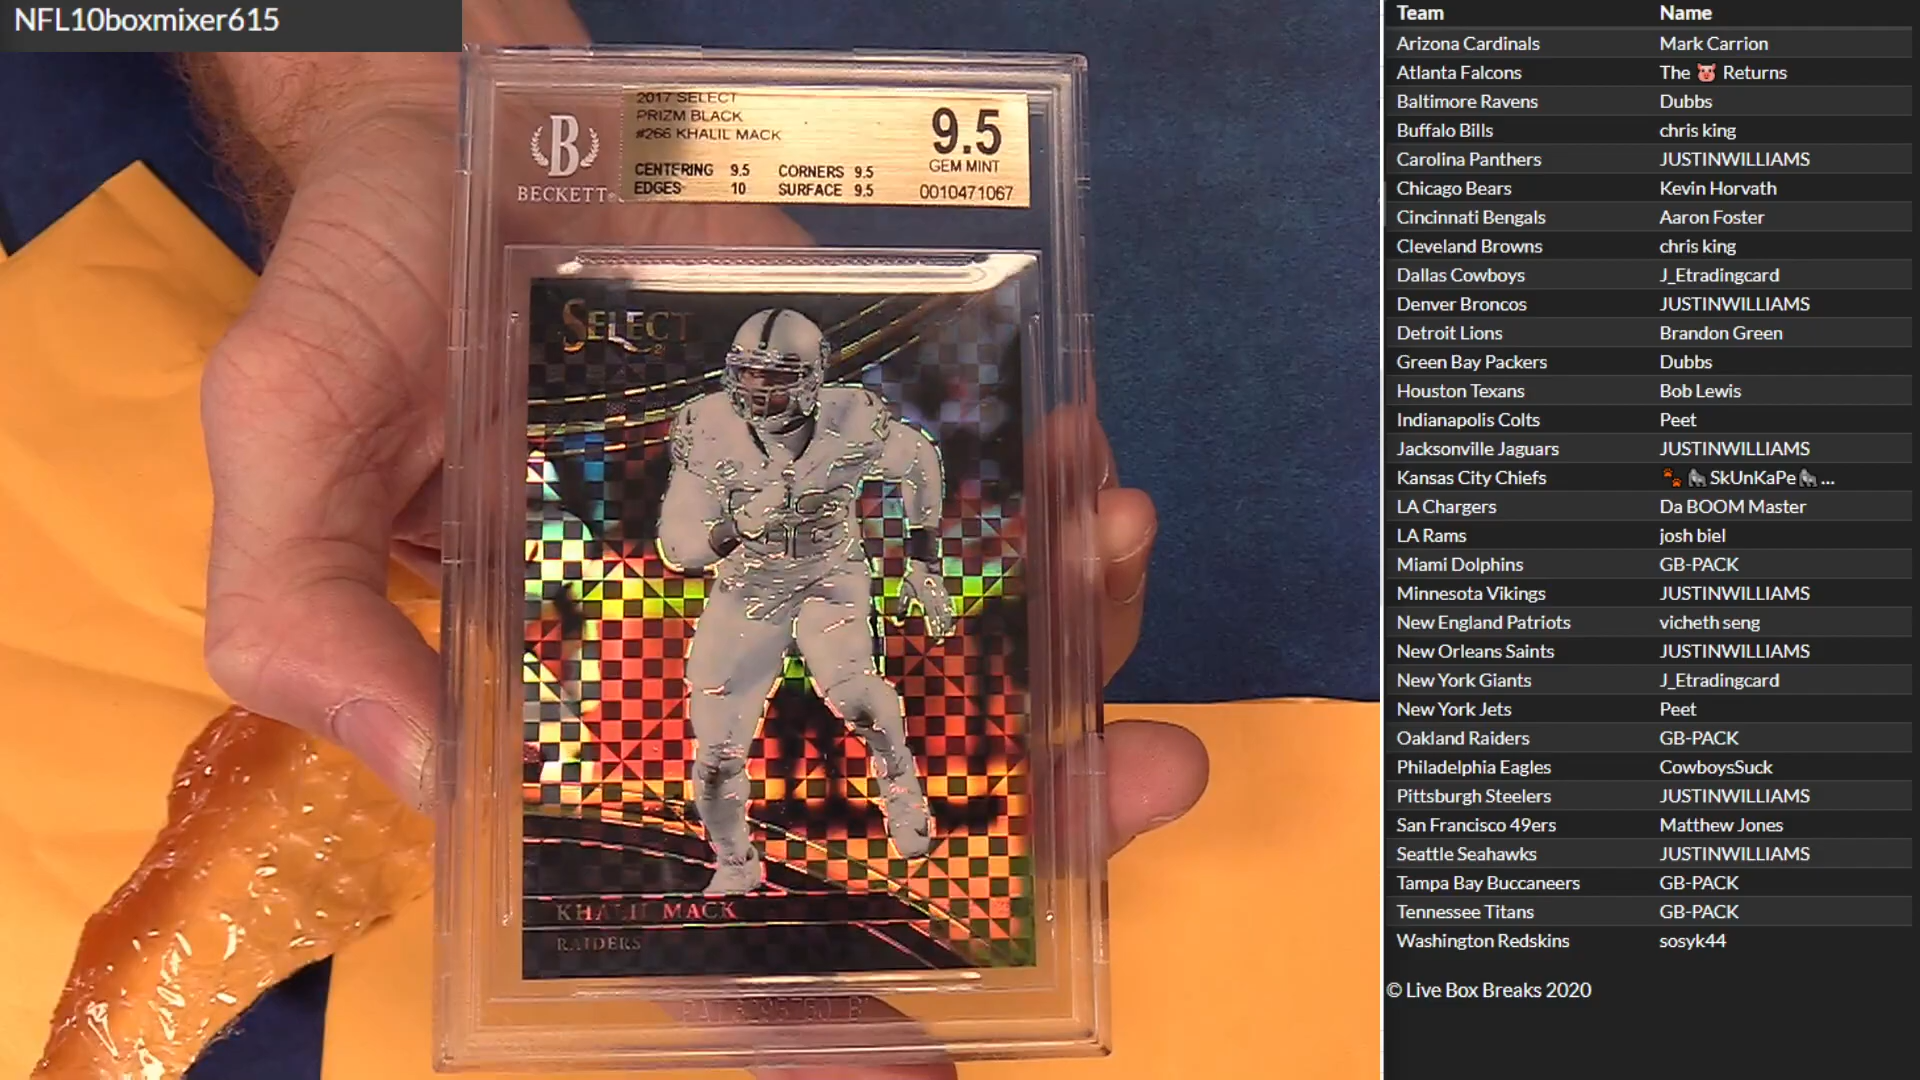 NFL10boxmixer615
2017 SELECT
PRIZM BLACK
#266 KHALIL MACK
CENTERING 9.5 CORNERS 9.5
EDGES 10 SURFACE 9.5
9.5
GEM MINT
0010471067
B
BECKETT
SELECT
KHALIL MACK
RAIDERS
Team Name
Arizona Cardinals Mark Carrion
Atlanta Falcons The 🐷 Returns
Baltimore Ravens Dubbs
Buffalo Bills chris king
Carolina Panthers JUSTINWILLIAMS
Chicago Bears Kevin Horvath
Cincinnati Bengals Aaron Foster
Cleveland Browns chris king
Dallas Cowboys J_Etradingcard
Denver Broncos JUSTINWILLIAMS
Detroit Lions Brandon Green
Green Bay Packers Dubbs
Houston Texans Bob Lewis
Indianapolis Colts Peet
Jacksonville Jaguars JUSTINWILLIAMS
Kansas City Chiefs 🐾🦍SkUnKaPe🦍...
LA Chargers Da BOOM Master
LA Rams josh biel
Miami Dolphins GB-PACK
Minnesota Vikings JUSTINWILLIAMS
New England Patriots vicheth seng
New Orleans Saints JUSTINWILLIAMS
New York Giants J_Etradingcard
New York Jets Peet
Oakland Raiders GB-PACK
Philadelphia Eagles CowboysSuck
Pittsburgh Steelers JUSTINWILLIAMS
San Francisco 49ers Matthew Jones
Seattle Seahawks JUSTINWILLIAMS
Tampa Bay Buccaneers GB-PACK
Tennessee Titans GB-PACK
Washington Redskins sosyk44
© Live Box Breaks 2020